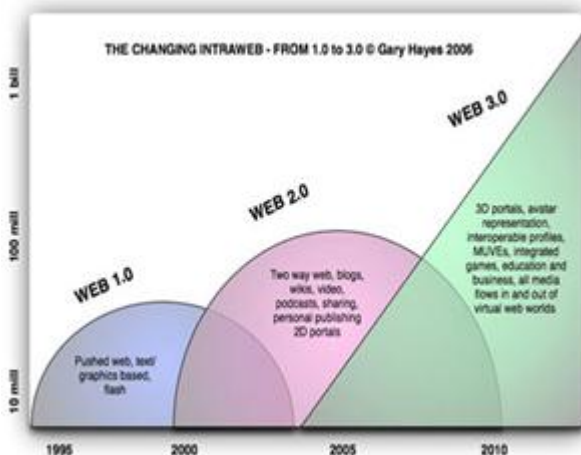 THE CHANGING INTRAWEB - FROM 1.0 to 3.0 © Gary Hayes 2006
1 bill
100 mill
10 mill
WEB 3.0
WEB 2.0
WEB 1.0
3D portals, avatar
representation,
interoperable profiles,
MUVEs, integrated
games, education and
business, all media
flows in and out of
virtual web worlds
Two way web, blogs,
wikis, video,
podcasts, sharing,
personal publishing
2D portals
Pushed web, text/
graphics based,
flash
1995 2000 2005 2010